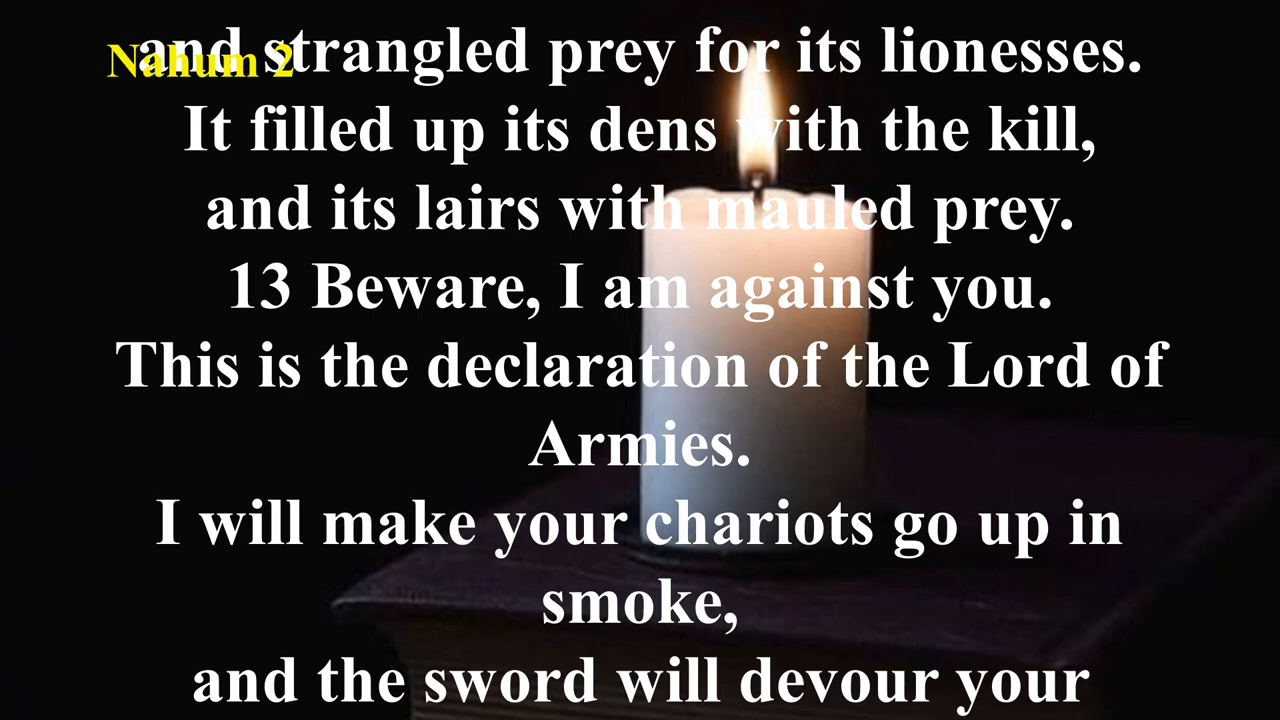 Nahum 2
and strangled prey for its lionesses.
It filled up its dens with the kill,
and its lairs with mauled prey.
13 Beware, I am against you.
This is the declaration of the Lord of
Armies.
I will make your chariots go up in
smoke,
and the sword will devour your